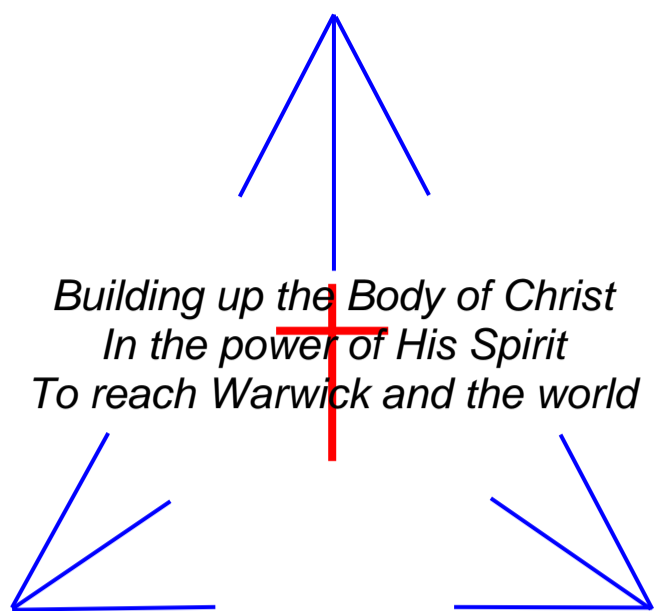 Building up the Body of Christ
In the power of His Spirit
To reach Warwick and the world